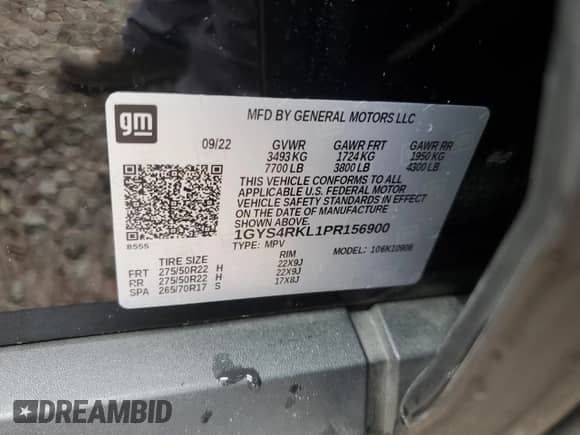 gm
MFD BY GENERAL MOTORS LLC
09/22 GVWR GAWR FRT GAWR RR
3493 KG 1724 KG 1950 KG
7700 LB 3800 LB 4300 LB
THIS VEHICLE CONFORMS TO ALL
APPLICABLE U.S. FEDERAL MOTOR
VEHICLE SAFETY STANDARDS IN EFFECT
ON THE DATE OF MANUFACTURE
SHOWN ABOVE.
1GYS4RKL1PR156900
TYPE: MPV MODEL:
TIRE SIZE RIM
FRT 275/50R22 H 22X9J
RR 275/50R22 H 22X9J
SPA 265/70R17 S 17X8J
DREAMBID